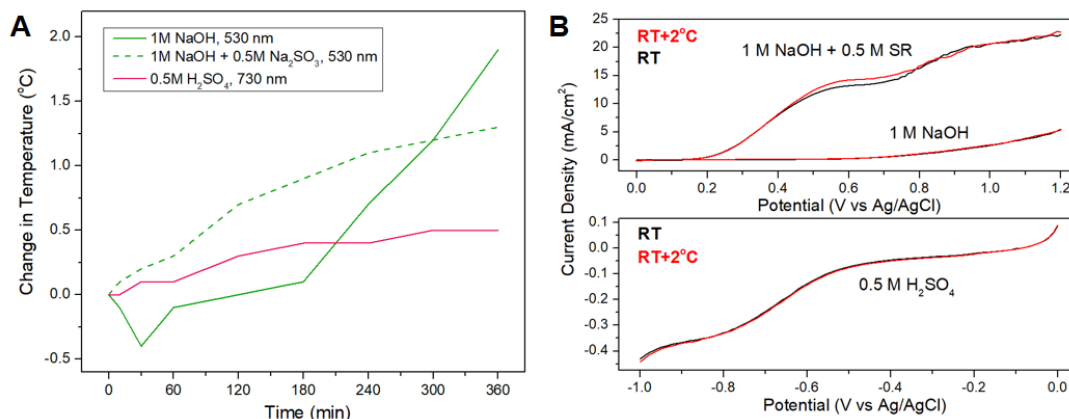 A
Change in Temperature (°C)
2.0
1.5
1.0
0.5
0.0
-0.5
1M NaOH, 530 nm
1M NaOH + 0.5M Na₂SO₃, 530 nm
0.5M H₂SO₄, 730 nm
0 60 120 180 240 300 360
Time (min)
B
Current Density (mA/cm²)
25
20
15
10
5
0
RT+2°C
RT
1 M NaOH + 0.5 M SR
1 M NaOH
0.0 0.2 0.4 0.6 0.8 1.0 1.2
Potential (V vs Ag/AgCl)
0.1
0.0
-0.1
-0.2
-0.3
-0.4
RT
RT+2°C
0.5 M H₂SO₄
-1.0 -0.8 -0.6 -0.4 -0.2 0.0
Potential (V vs Ag/AgCl)